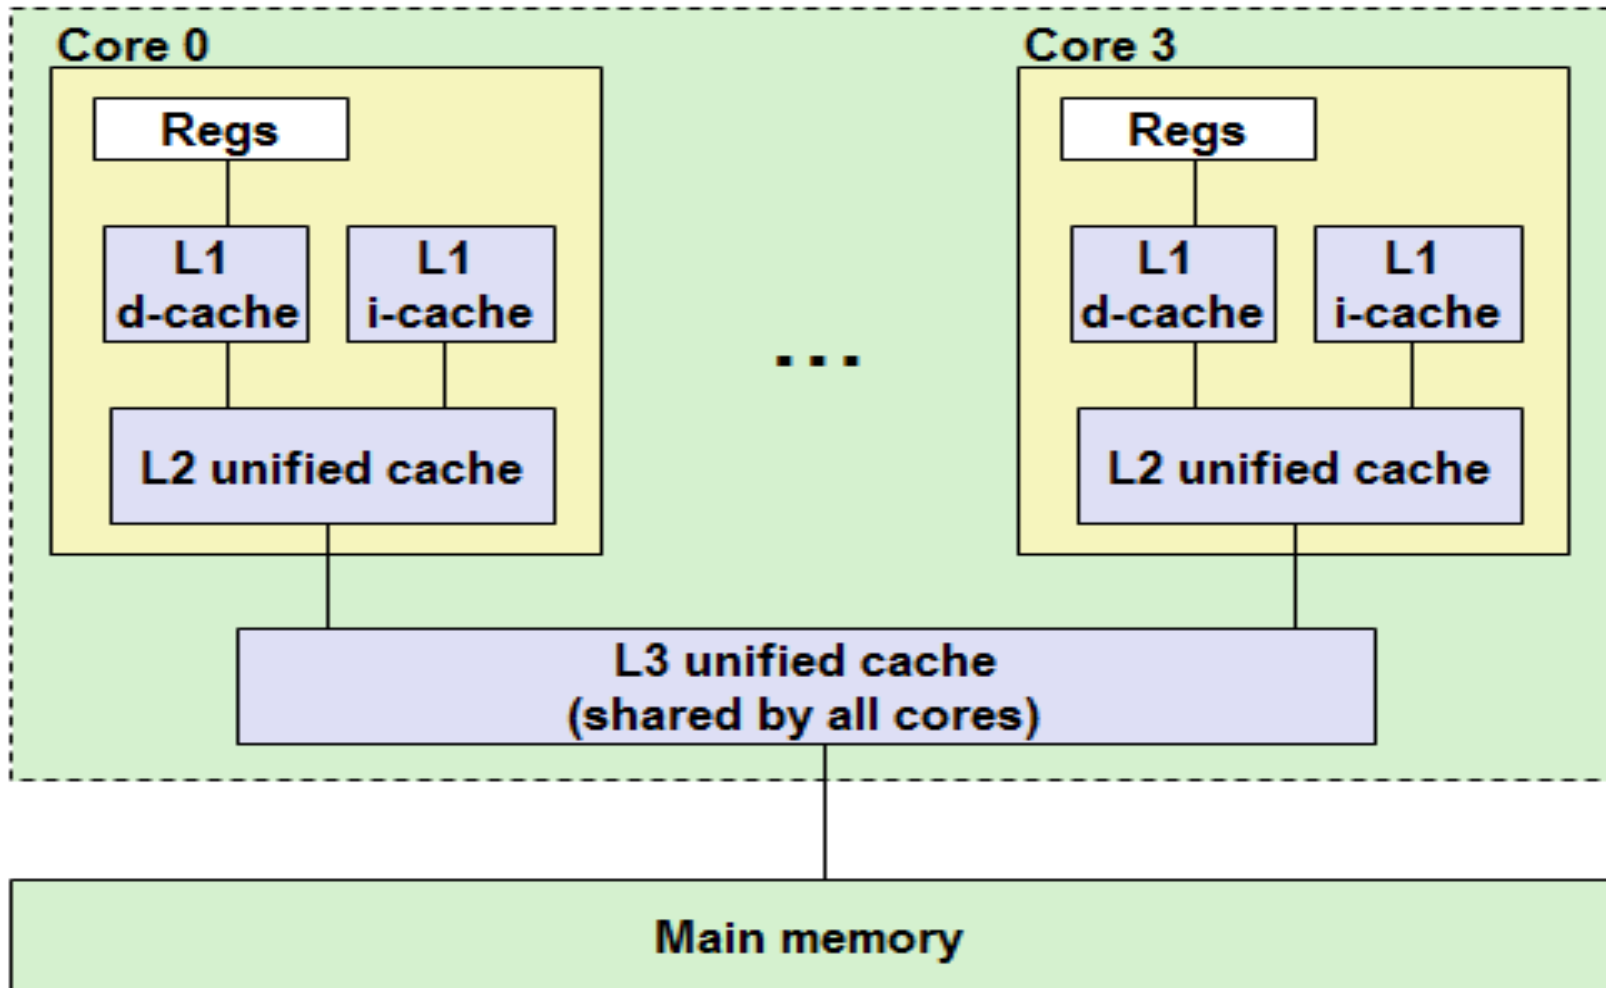 Core 0
Core 3
Regs
Regs
L1
d-cache
L1
i-cache
L1
d-cache
L1
i-cache
...
L2 unified cache
L2 unified cache
L3 unified cache
(shared by all cores)
Main memory